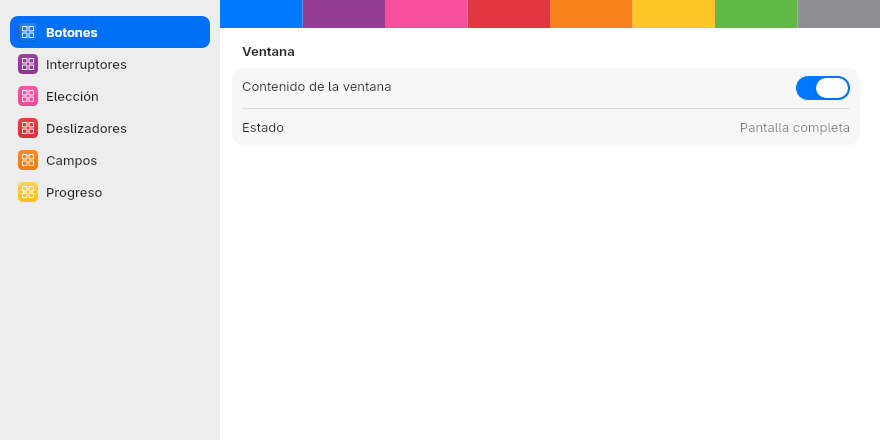 Botones
Interruptores
Elección
Deslizadores
Campos
Progreso
Ventana
Contenido de la ventana
Estado
Pantalla completa